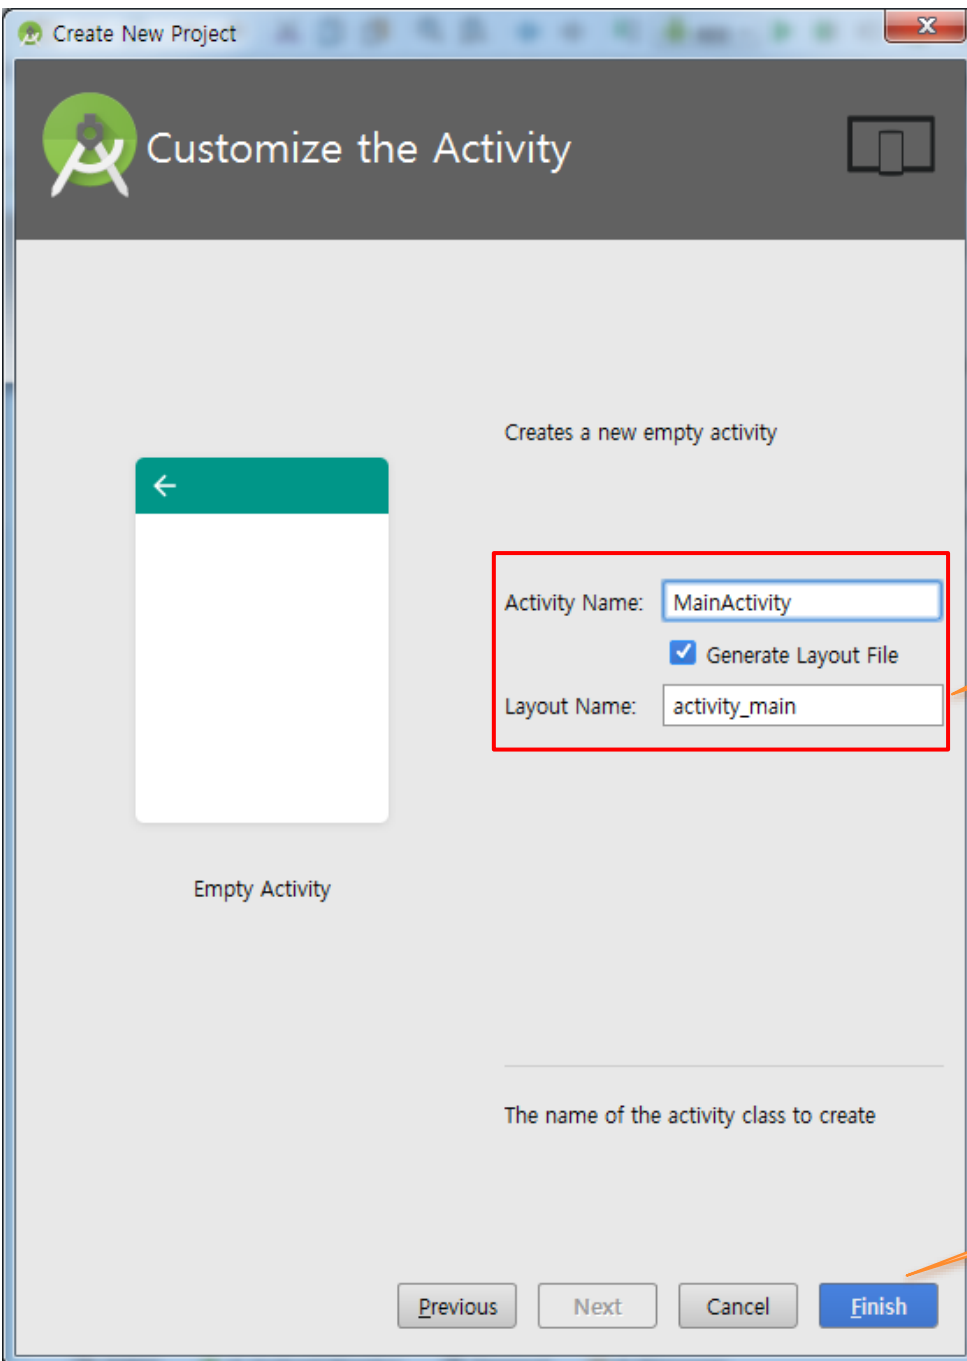 Create New Project
Customize the Activity
Creates a new empty activity
Activity Name: MainActivity
Generate Layout File
Layout Name: activity_main
Empty Activity
The name of the activity class to create
Previous Next Cancel Finish